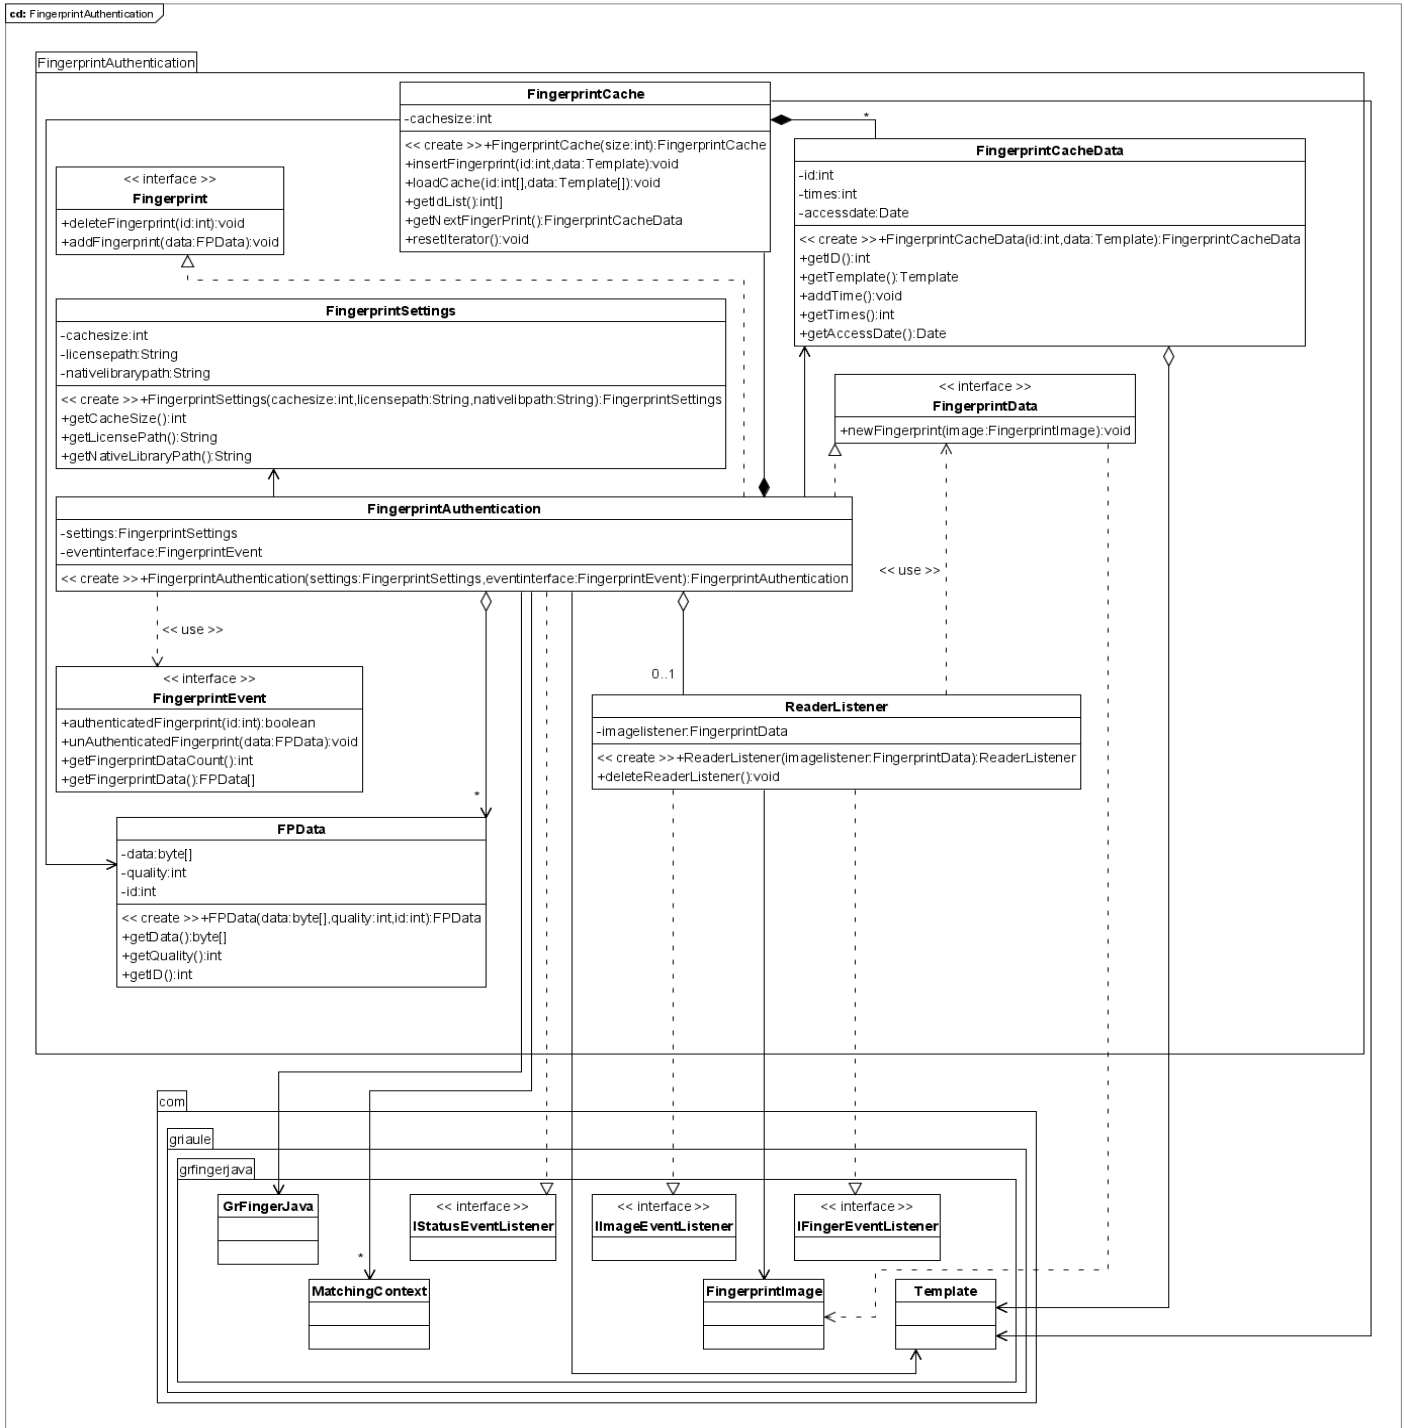 cd: FingerprintAuthentication
FingerprintAuthentication
FingerprintCache
-cachesize:int
<< create >>+FingerprintCache(size:int):FingerprintCache
+insertFingerprint(id:int,data:Template):void
+loadCache(id:int[],data:Template[]):void
+getIdList():int[]
+getNextFingerPrint():FingerprintCacheData
+resetIterator():void
*
FingerprintCacheData
-id:int
-times:int
-accessdate:Date
<< create >>+FingerprintCacheData(id:int,data:Template):FingerprintCacheData
+getID():int
+getTemplate():Template
+addTime():void
+getTimes():int
+getAccessDate():Date
<< interface >>
Fingerprint
+deleteFingerprint(id:int):void
+addFingerprint(data:FPData):void
FingerprintSettings
-cachesize:int
-licensepath:String
-nativelibrarypath:String
<< create >>+FingerprintSettings(cachesize:int,licensepath:String,nativelibpath:String):FingerprintSettings
+getCacheSize():int
+getLicensePath():String
+getNativeLibraryPath():String
<< interface >>
FingerprintData
+newFingerprint(image:FingerprintImage):void
FingerprintAuthentication
-settings:FingerprintSettings
-eventinterface:FingerprintEvent
<< create >>+FingerprintAuthentication(settings:FingerprintSettings,eventinterface:FingerprintEvent):FingerprintAuthentication
<< use >>
<< use >>
<< interface >>
FingerprintEvent
+authenticatedFingerprint(id:int):boolean
+unAuthenticatedFingerprint(data:FPData):void
+getFingerprintDataCount():int
+getFingerprintData():FPData[]
0..1
ReaderListener
-imagelistener:FingerprintData
<< create >>+ReaderListener(imagelistener:FingerprintData):ReaderListener
+deleteReaderListener():void
*
FPData
-data:byte[]
-quality:int
-id:int
<< create >>+FPData(data:byte[],quality:int,id:int):FPData
+getData():byte[]
+getQuality():int
+getID():int
com
griaule
grfingerjava
GrFingerJava
<< interface >>
IStatusEventListener
<< interface >>
IImageEventListener
<< interface >>
IFingerEventListener
*
MatchingContext
FingerprintImage
Template